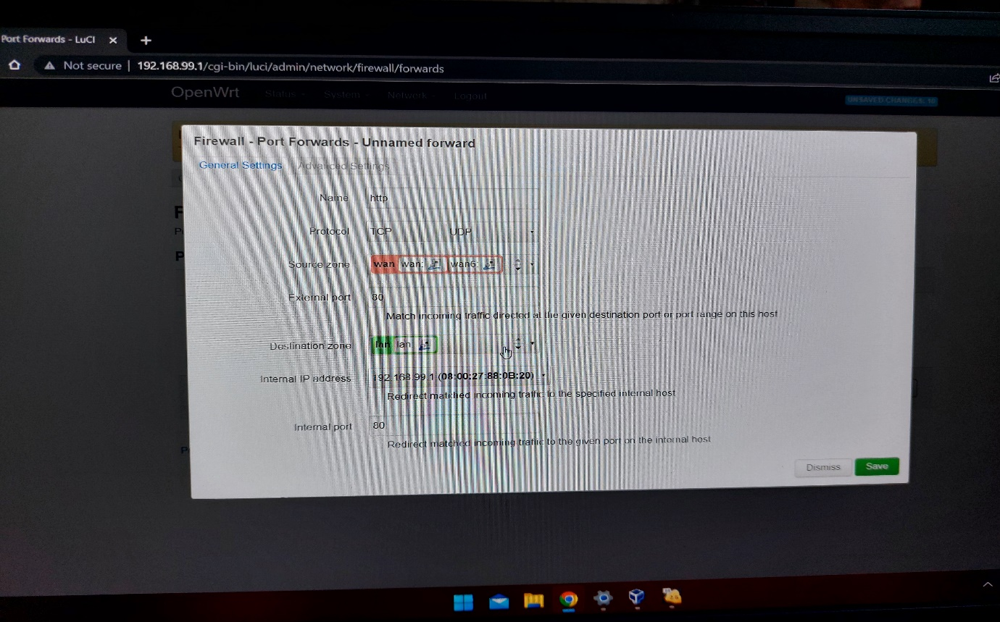 Port Forwards - LuCI × +
Not secure | 192.168.99.1/cgi-bin/luci/admin/network/firewall/forwards
OpenWrt Status System Network Logout UNSAVED CHANGES: 10
Firewall - Port Forwards - Unnamed forward
General Settings Advanced Settings
Name http
Protocol TCP UDP
Source zone wan wan: wan6:
External port 80
Match incoming traffic directed at the given destination port or port range on this host
Destination zone lan lan
Internal IP address 192.168.99.1 (08:00:27:88:0B:20)
Redirect matched incoming traffic to the specified internal host
Internal port 80
Redirect matched incoming traffic to the given port on the internal host
Dismiss Save